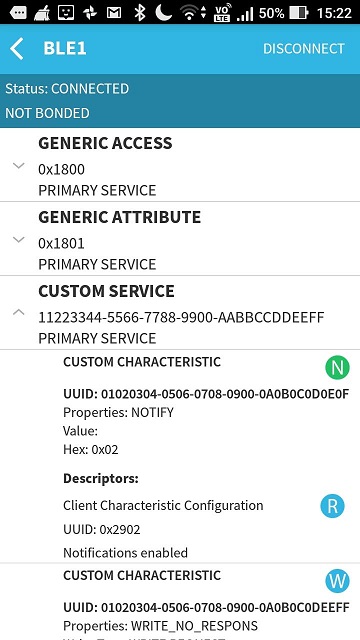 VO
LTE
50%
15:22
BLE1
DISCONNECT
Status: CONNECTED
NOT BONDED
GENERIC ACCESS
0x1800
PRIMARY SERVICE
GENERIC ATTRIBUTE
0x1801
PRIMARY SERVICE
CUSTOM SERVICE
11223344-5566-7788-9900-AABBCCDDEEFF
PRIMARY SERVICE
CUSTOM CHARACTERISTIC
N
UUID: 01020304-0506-0708-0900-0A0B0C0D0E0F
Properties: NOTIFY
Value:
Hex: 0x02
Descriptors:
Client Characteristic Configuration
R
UUID: 0x2902
Notifications enabled
CUSTOM CHARACTERISTIC
W
UUID: 01020304-0506-0708-0900-0A0B0C0D0E0F
Properties: WRITE_NO_RESPONS